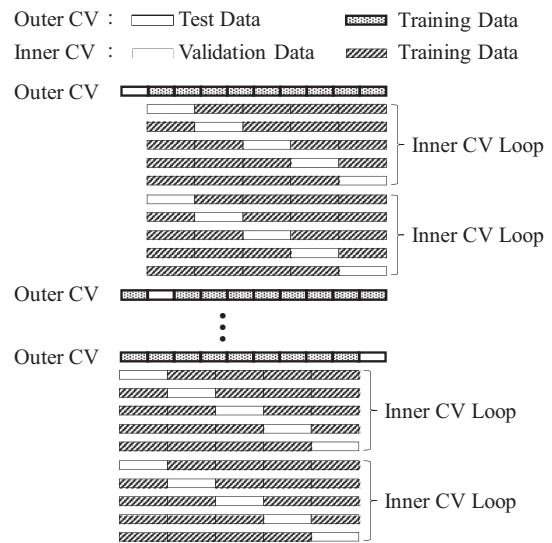 Outer CV : Test Data Training Data
Inner CV : Validation Data Training Data
Outer CV
Inner CV Loop
Inner CV Loop
Outer CV
Outer CV
Inner CV Loop
Inner CV Loop